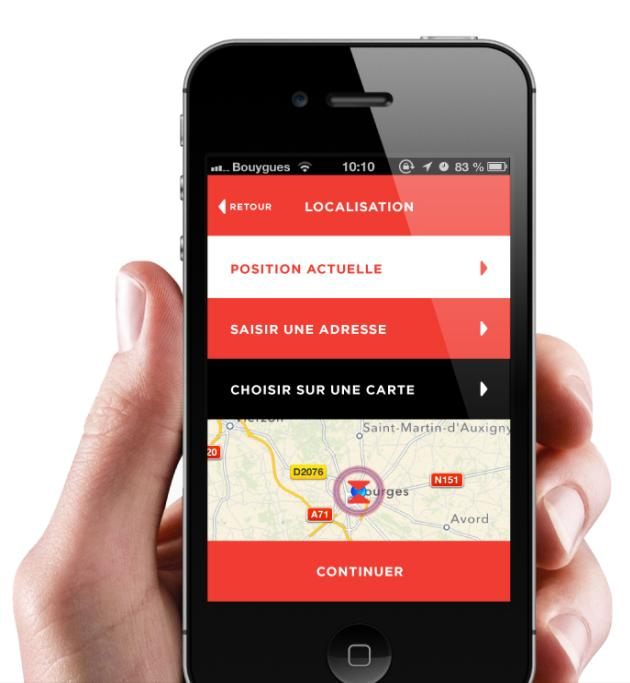 Bouygues 10:10 83 %
RETOUR LOCALISATION
POSITION ACTUELLE
SAISIR UNE ADRESSE
CHOISIR SUR UNE CARTE
Saint-Martin-d'Auxigny
20
D2076
N151
ourges
A71
Avord
CONTINUER